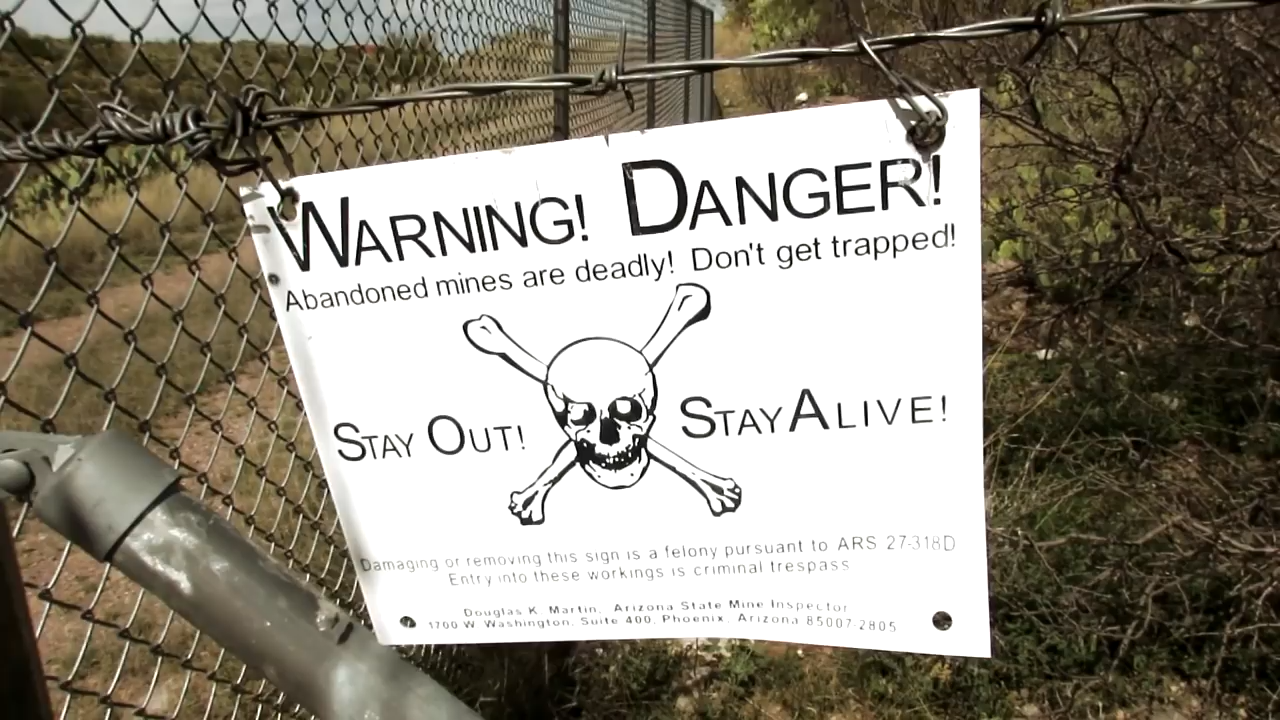 WARNING! DANGER!
Abandoned mines are deadly! Don't get trapped!
STAY OUT! STAY ALIVE!
Damaging or removing this sign is a felony pursuant to ARS 27-318D
Entry into these workings is criminal trespass
Douglas K. Martin, Arizona State Mine Inspector
1700 W. Washington, Suite 400, Phoenix, Arizona 85007-2805